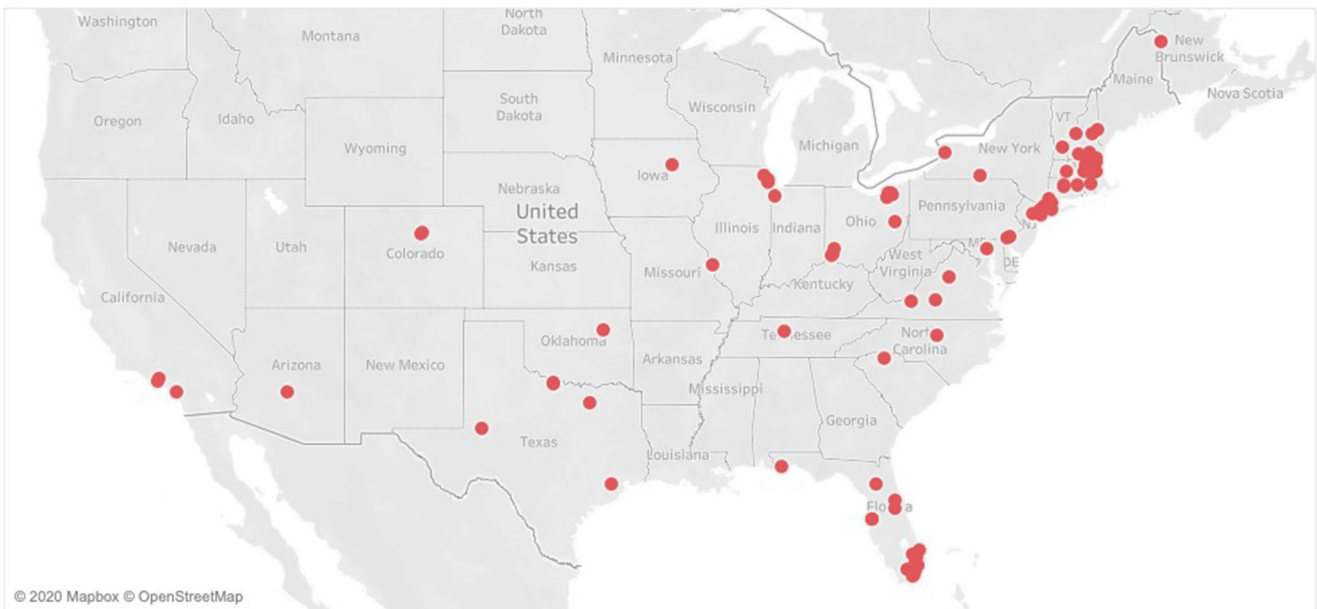 Washington
Montana
North
Dakota
Minnesota
New
Brunswick
Maine
Nova Scotia
Oregon
Idaho
South
Dakota
Wisconsin
VT
Wyoming
Michigan
New York
Iowa
Nebraska
Pennsylvania
United
States
Nevada
Utah
Colorado
Kansas
Illinois
Indiana
Ohio
NJ
West
Virginia
DE
California
Missouri
Kentucky
Arizona
New Mexico
Oklahoma
Arkansas
North
Carolina
Mississippi
Georgia
Texas
Louisiana
© 2020 Mapbox © OpenStreetMap